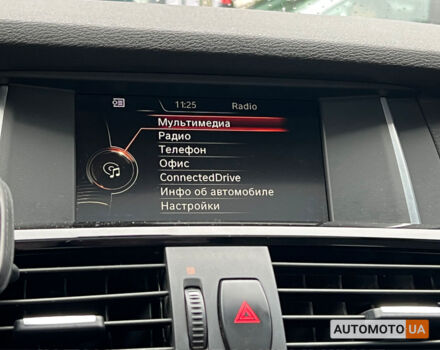 11:25 Radio
Мультимедиа
Радио
Телефон
Офис
ConnectedDrive
Инфо об автомобиле
Настройки
AUTOMOTO.UA